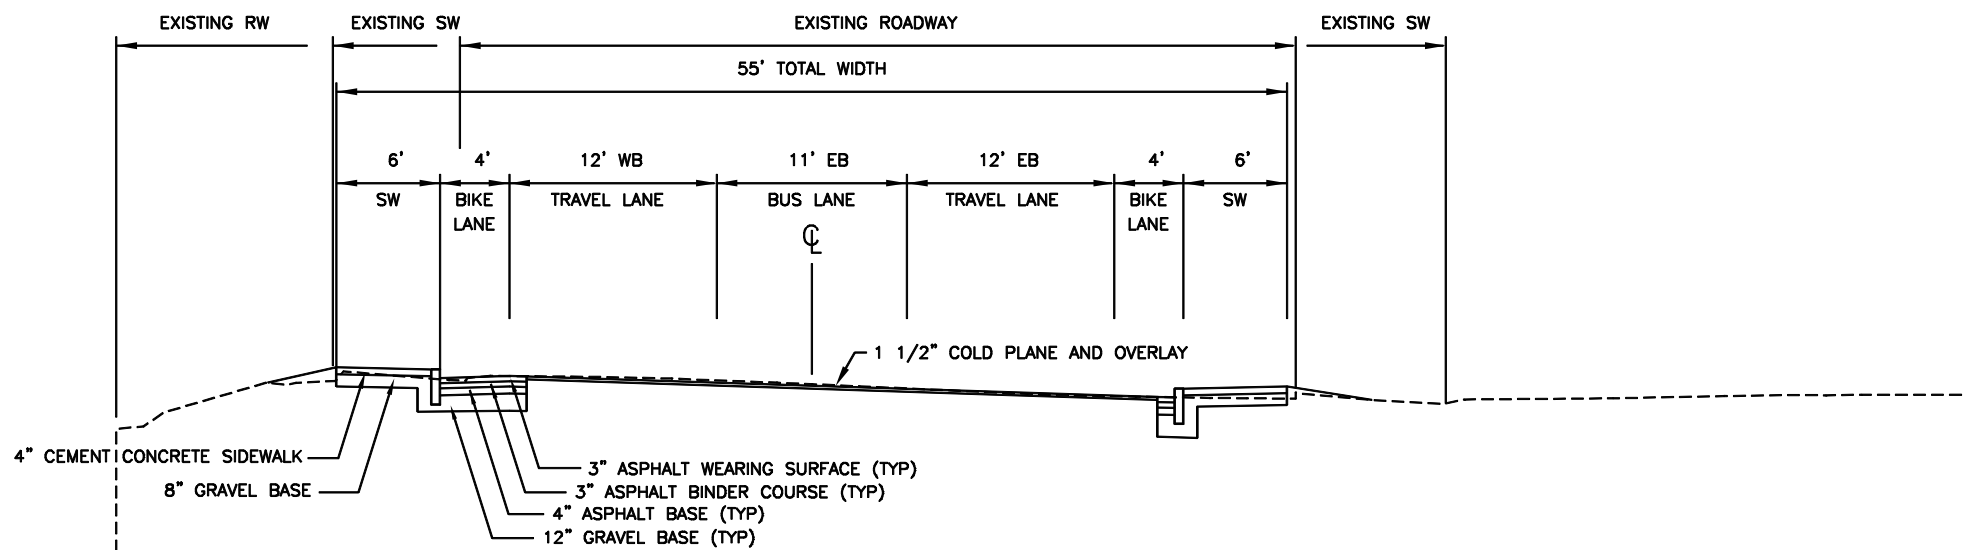 EXISTING RW EXISTING SW EXISTING ROADWAY EXISTING SW
55' TOTAL WIDTH
6' 4' 12' WB 11' EB 12' EB 4' 6'
SW BIKE TRAVEL LANE BUS LANE TRAVEL LANE BIKE SW
LANE LANE
CL
1 1/2" COLD PLANE AND OVERLAY
4" CEMENT CONCRETE SIDEWALK
3" ASPHALT WEARING SURFACE (TYP)
8" GRAVEL BASE
3" ASPHALT BINDER COURSE (TYP)
4" ASPHALT BASE (TYP)
12" GRAVEL BASE (TYP)